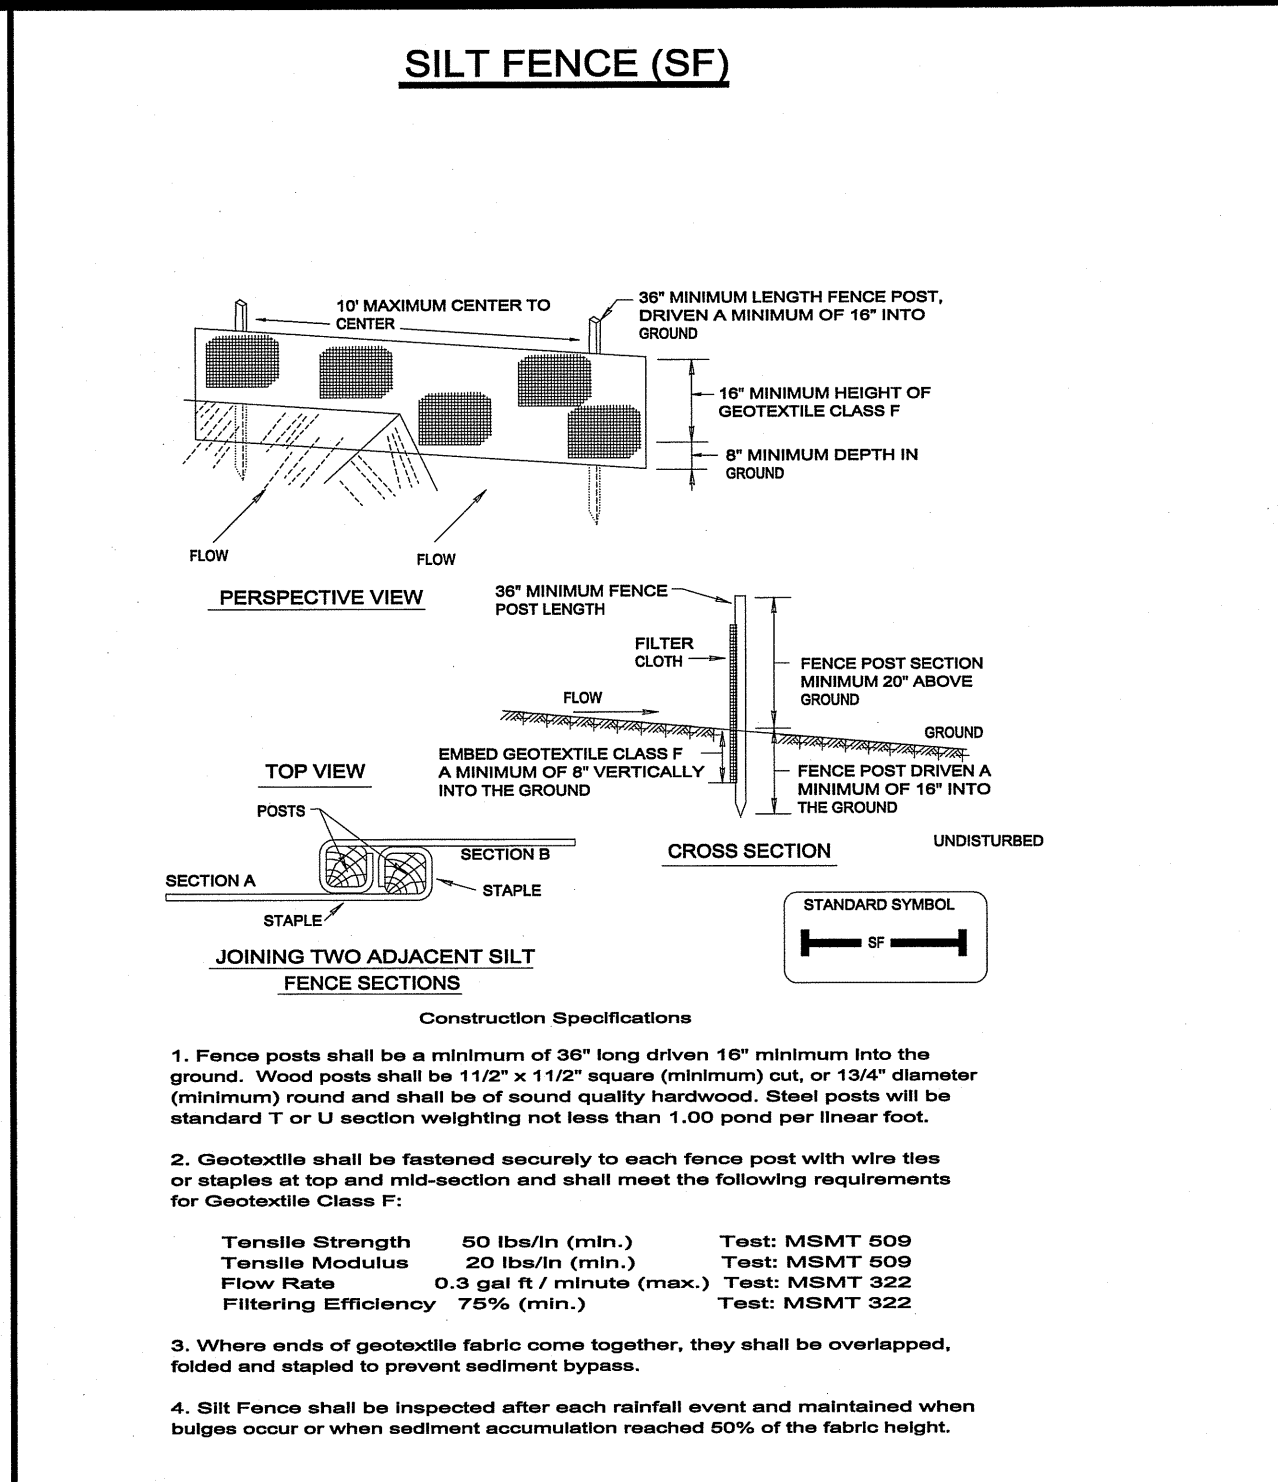 SILT FENCE (SF)
10' MAXIMUM CENTER TO
CENTER
36" MINIMUM LENGTH FENCE POST,
DRIVEN A MINIMUM OF 16" INTO
GROUND
16" MINIMUM HEIGHT OF
GEOTEXTILE CLASS F
8" MINIMUM DEPTH IN
GROUND
FLOW
FLOW
PERSPECTIVE VIEW
36" MINIMUM FENCE
POST LENGTH
FILTER
CLOTH
FENCE POST SECTION
MINIMUM 20" ABOVE
GROUND
FLOW
GROUND
EMBED GEOTEXTILE CLASS F
A MINIMUM OF 8" VERTICALLY
INTO THE GROUND
FENCE POST DRIVEN A
MINIMUM OF 16" INTO
THE GROUND
CROSS SECTION
UNDISTURBED
TOP VIEW
POSTS
SECTION B
SECTION A
STAPLE
STAPLE
JOINING TWO ADJACENT SILT
FENCE SECTIONS
STANDARD SYMBOL
SF
Construction Specifications
1. Fence posts shall be a minimum of 36" long driven 16" minimum into the
ground. Wood posts shall be 11/2" x 11/2" square (minimum) cut, or 13/4" diameter
(minimum) round and shall be of sound quality hardwood. Steel posts will be
standard T or U section weighting not less than 1.00 pond per linear foot.
2. Geotextile shall be fastened securely to each fence post with wire ties
or staples at top and mid-section and shall meet the following requirements
for Geotextile Class F:
Tensile Strength 50 lbs/in (min.) Test: MSMT 509
Tensile Modulus 20 lbs/in (min.) Test: MSMT 509
Flow Rate 0.3 gal ft / minute (max.) Test: MSMT 322
Filtering Efficiency 75% (min.) Test: MSMT 322
3. Where ends of geotextile fabric come together, they shall be overlapped,
folded and stapled to prevent sediment bypass.
4. Silt Fence shall be inspected after each rainfall event and maintained when
bulges occur or when sediment accumulation reached 50% of the fabric height.